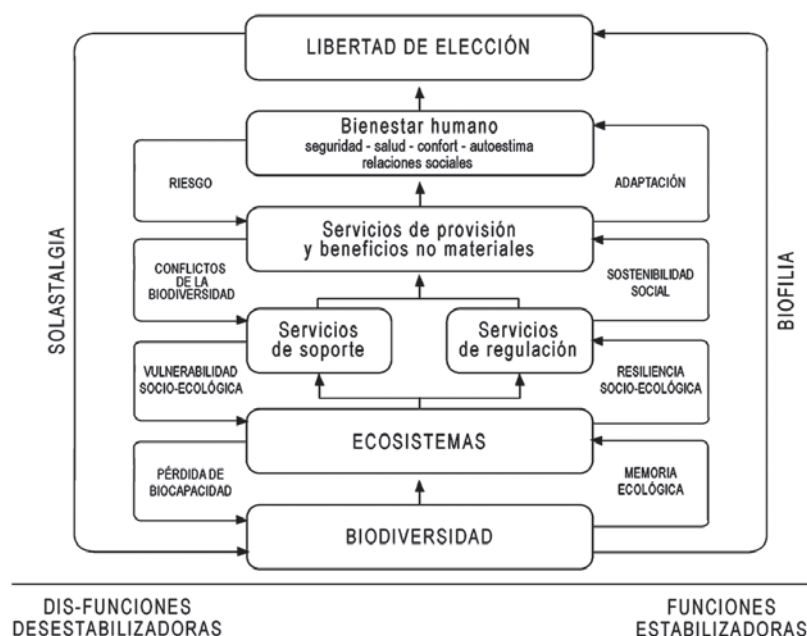 LIBERTAD DE ELECCIÓN
Bienestar humano
seguridad - salud - confort - autoestima
relaciones sociales
RIESGO
ADAPTACIÓN
Servicios de provisión
y beneficios no materiales
SOLASTALGIA
BIOFILIA
CONFLICTOS
DE LA
BIODIVERSIDAD
SOSTENIBILIDAD
SOCIAL
Servicios
de soporte
Servicios
de regulación
VULNERABILIDAD
SOCIO-ECOLÓGICA
RESILIENCIA
SOCIO-ECOLÓGICA
ECOSISTEMAS
PÉRDIDA DE
BIOCAPACIDAD
MEMORIA
ECOLÓGICA
BIODIVERSIDAD
DIS-FUNCIONES
DESESTABILIZADORAS
FUNCIONES
ESTABILIZADORAS